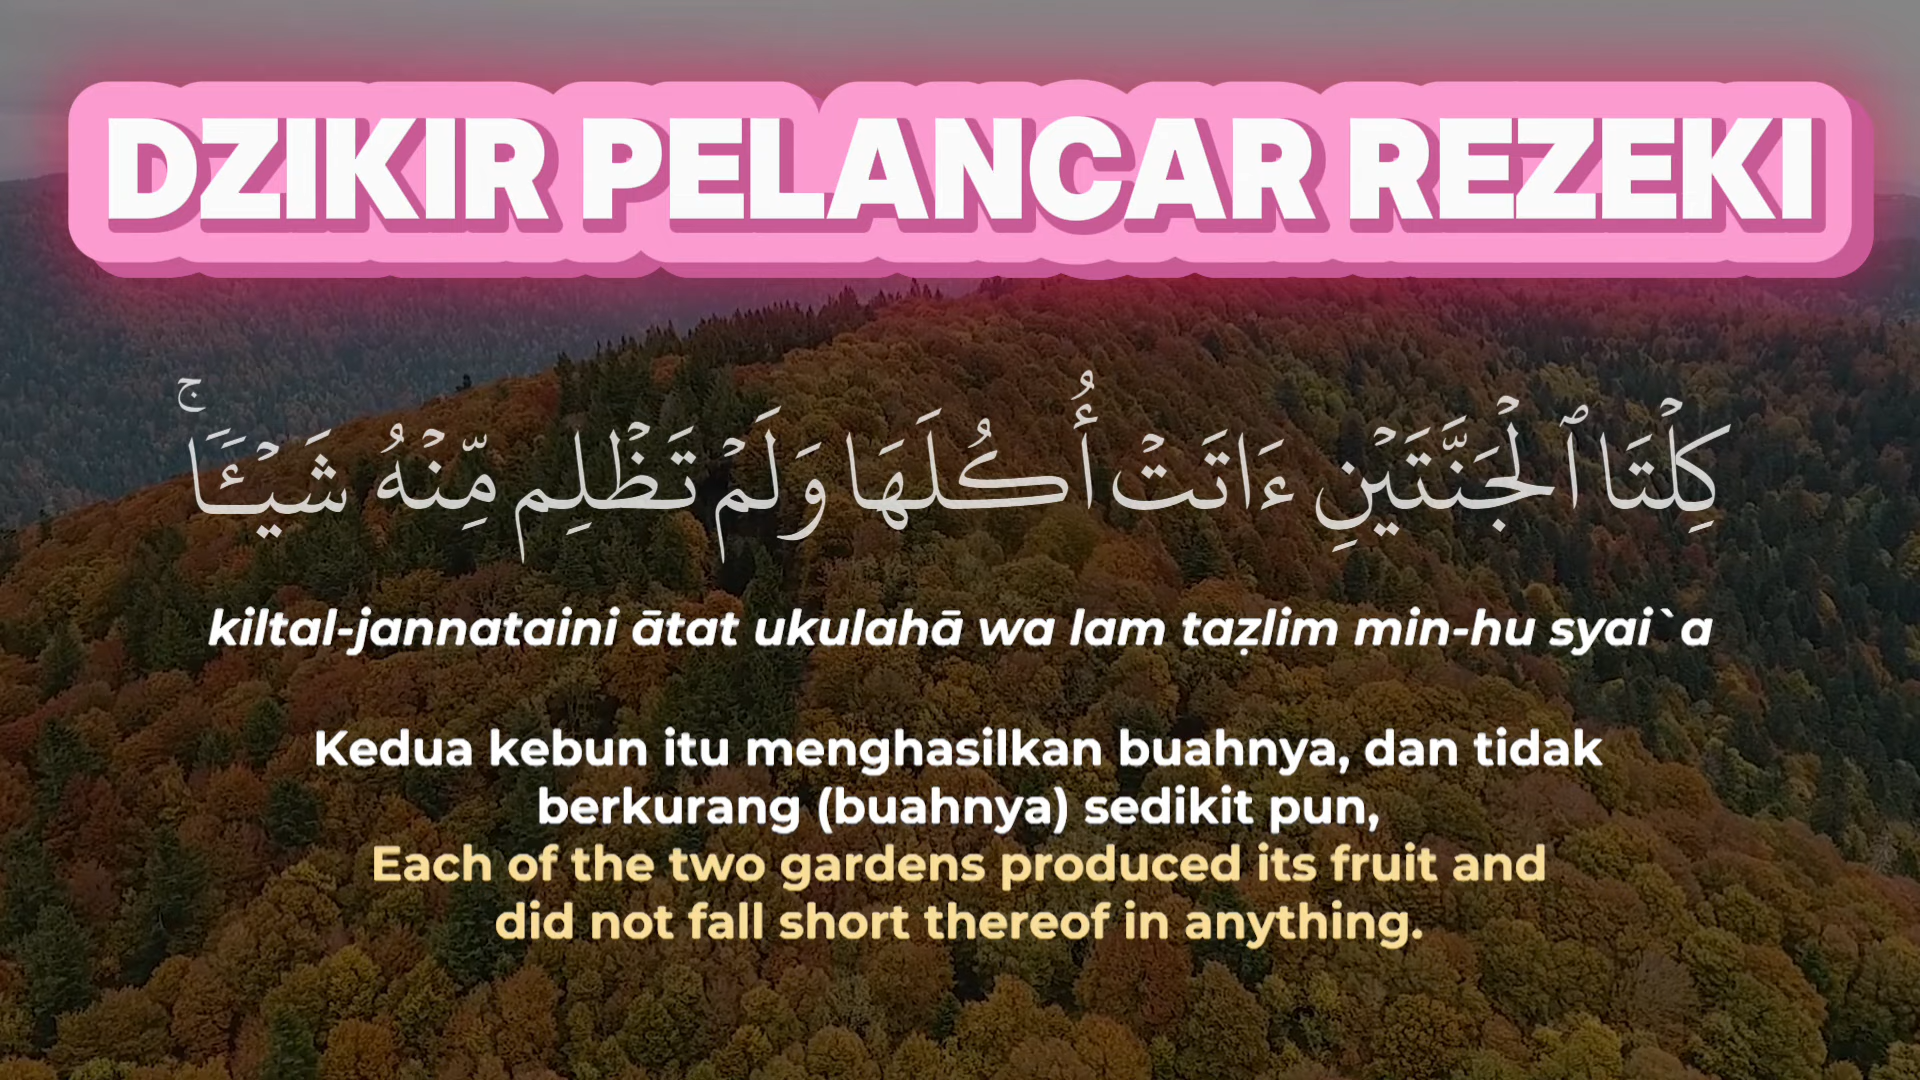 DZIKIR PELANCAR REZEKI
كِلْتَا ٱلْجَنَّتَيْنِ ءَاتَتْ أُكُلَهَا وَلَمْ تَظْلِم مِّنْهُ شَيْـَٔاۚ
kiltal-jannataini ātat ukulahā wa lam taẓlim min-hu syai`a
Kedua kebun itu menghasilkan buahnya, dan tidak
berkurang (buahnya) sedikit pun,
Each of the two gardens produced its fruit and
did not fall short thereof in anything.